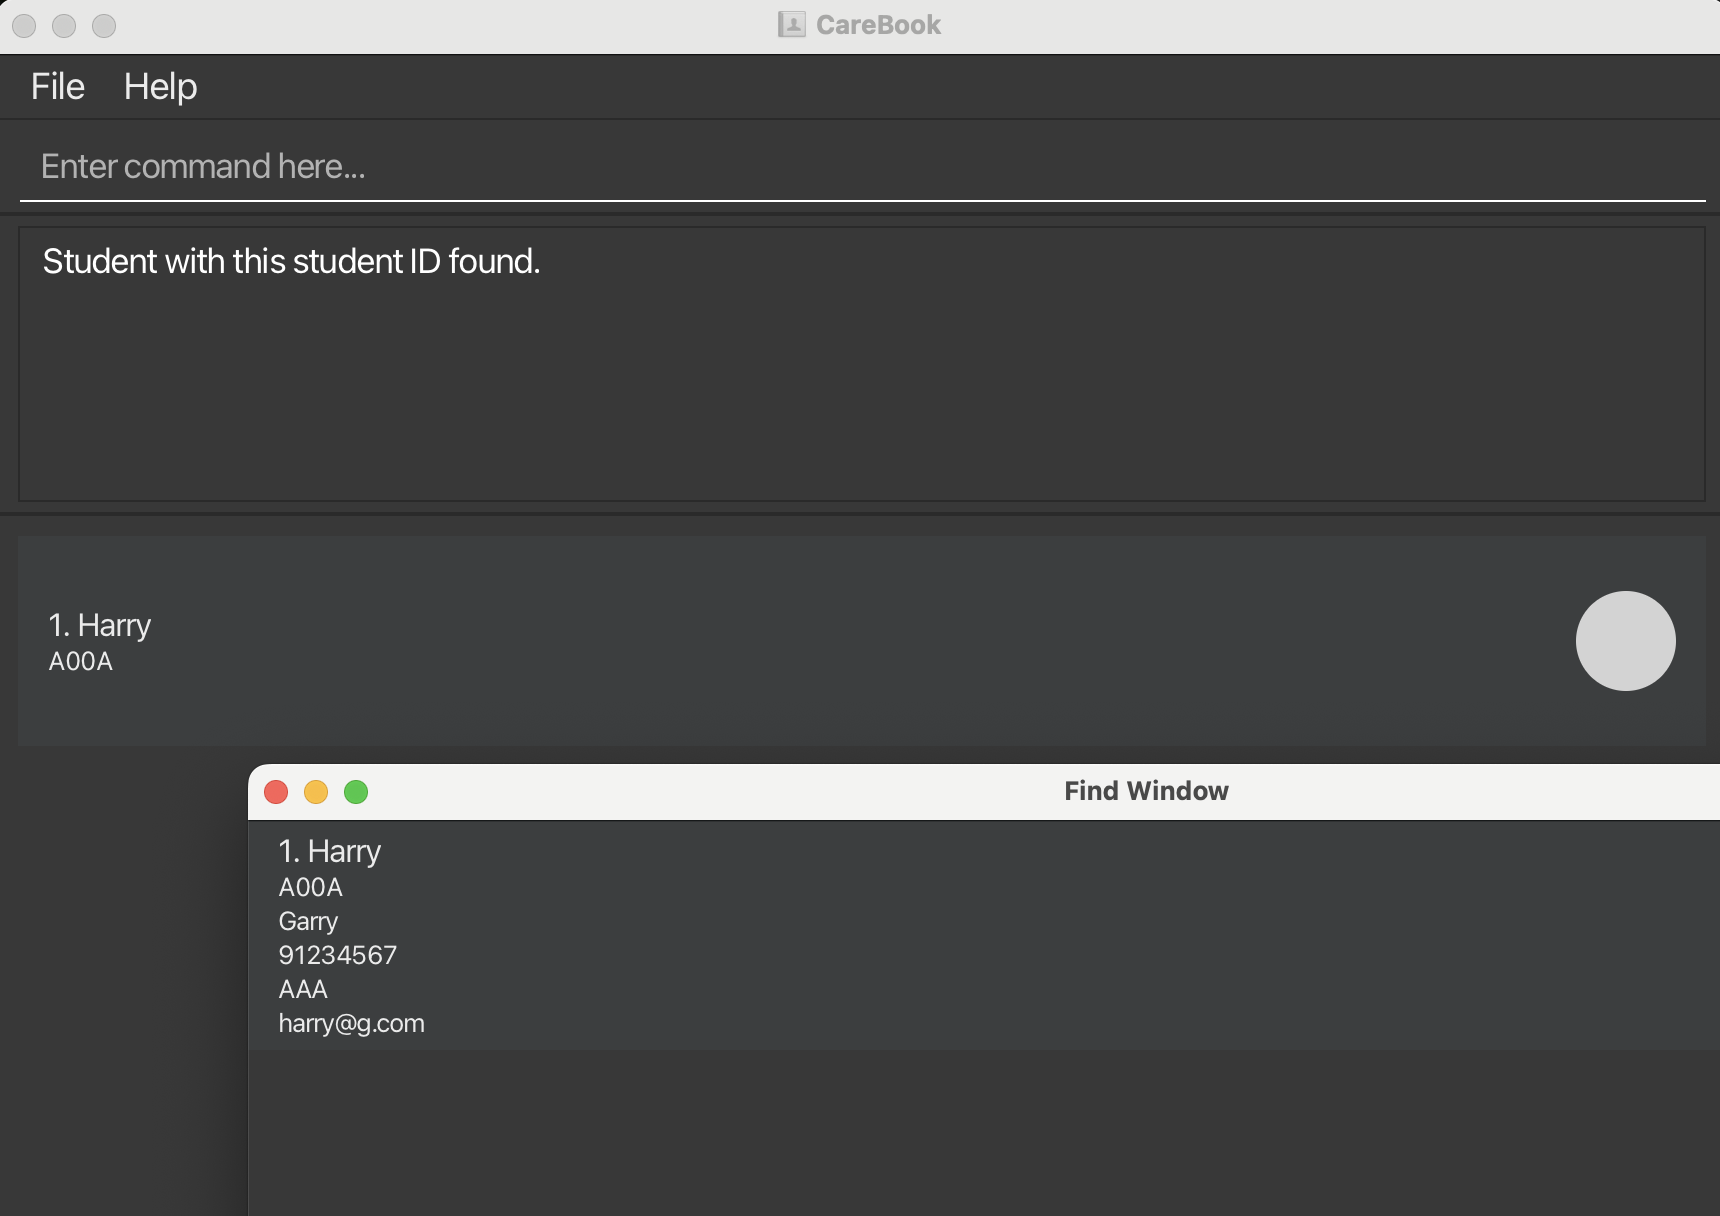 CareBook
File Help
Enter command here...
Student with this student ID found.
1. Harry
A00A
Find Window
1. Harry
A00A
Garry
91234567
AAA
harry@g.com